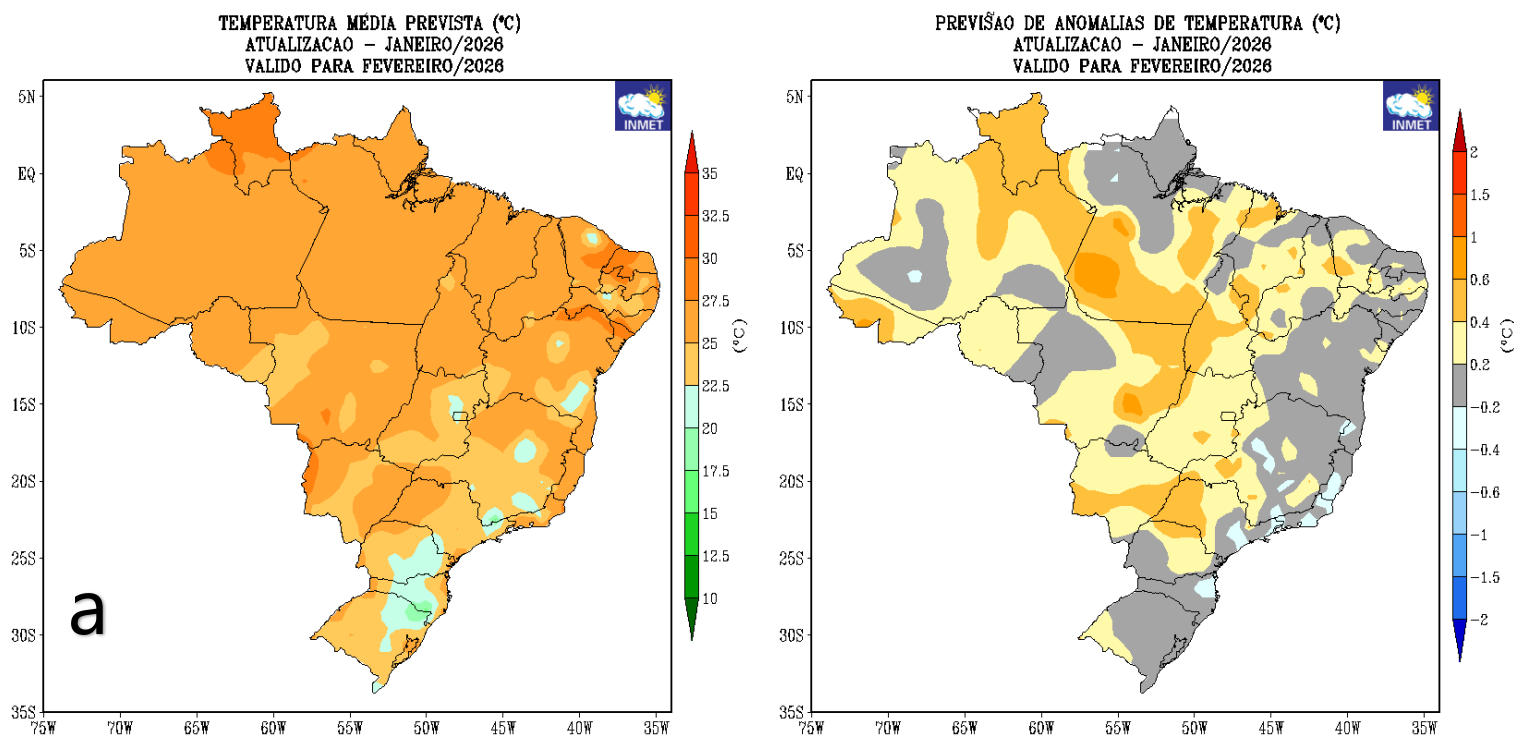 TEMPERATURA MÉDIA PREVISTA (°C)
ATUALIZACAO – JANEIRO/2026
VALIDO PARA FEVEREIRO/2026
INMET
5N
EQ
5S
10S
15S
20S
25S
30S
35S
75W
70W
65W
60W
55W
50W
45W
40W
35W
35
32.5
30
27.5
25
22.5
20
17.5
15
12.5
10
(°C)
a
PREVISÃO DE ANOMALIAS DE TEMPERATURA (°C)
ATUALIZACAO – JANEIRO/2026
VALIDO PARA FEVEREIRO/2026
INMET
5N
EQ
5S
10S
15S
20S
25S
30S
35S
75W
70W
65W
60W
55W
50W
45W
40W
35W
2
1.5
1
0.6
0.4
0.2
-0.2
-0.4
-0.6
-1
-1.5
-2
(°C)